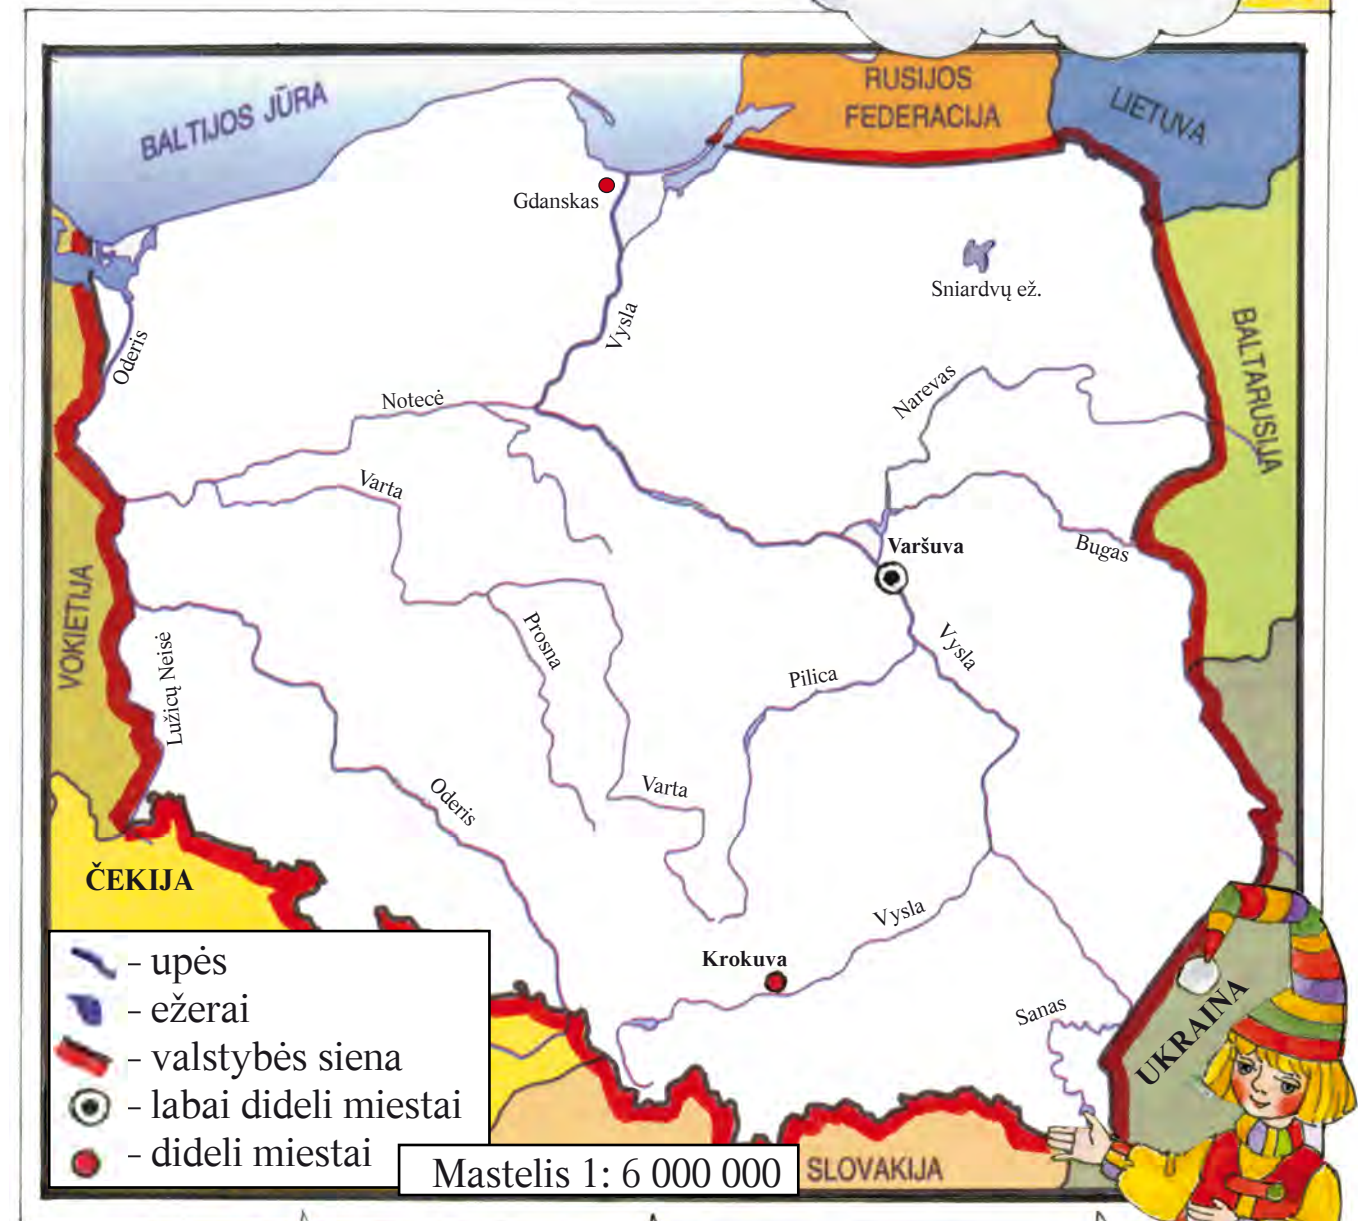 BALTIJOS JŪRA
RUSIJOS
FEDERACIJA
LIETUVA
Gdanskas
Sniardvų ež.
Oderis
Vysla
BALTARUSIJA
Notecė
Narevas
Varta
Varšuva
Bugas
VOKIETIJA
Lužicų Neisė
Prosna
Vysla
Pilica
Oderis
Varta
ČEKIJA
Vysla
Krokuva
Sanas
UKRAINA
– upės
– ežerai
– valstybės siena
– labai dideli miestai
– dideli miestai
Mastelis 1: 6 000 000
SLOVAKIJA